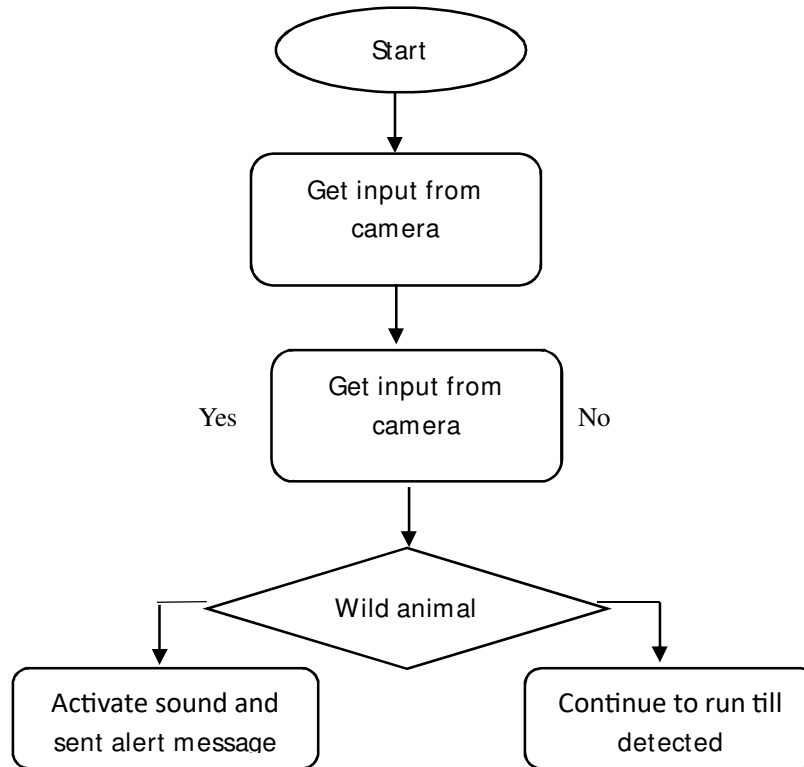 Start
Get input from
camera
Get input from
camera
Yes
No
Wild animal
Activate sound and
sent alert message
Continue to run till
detected